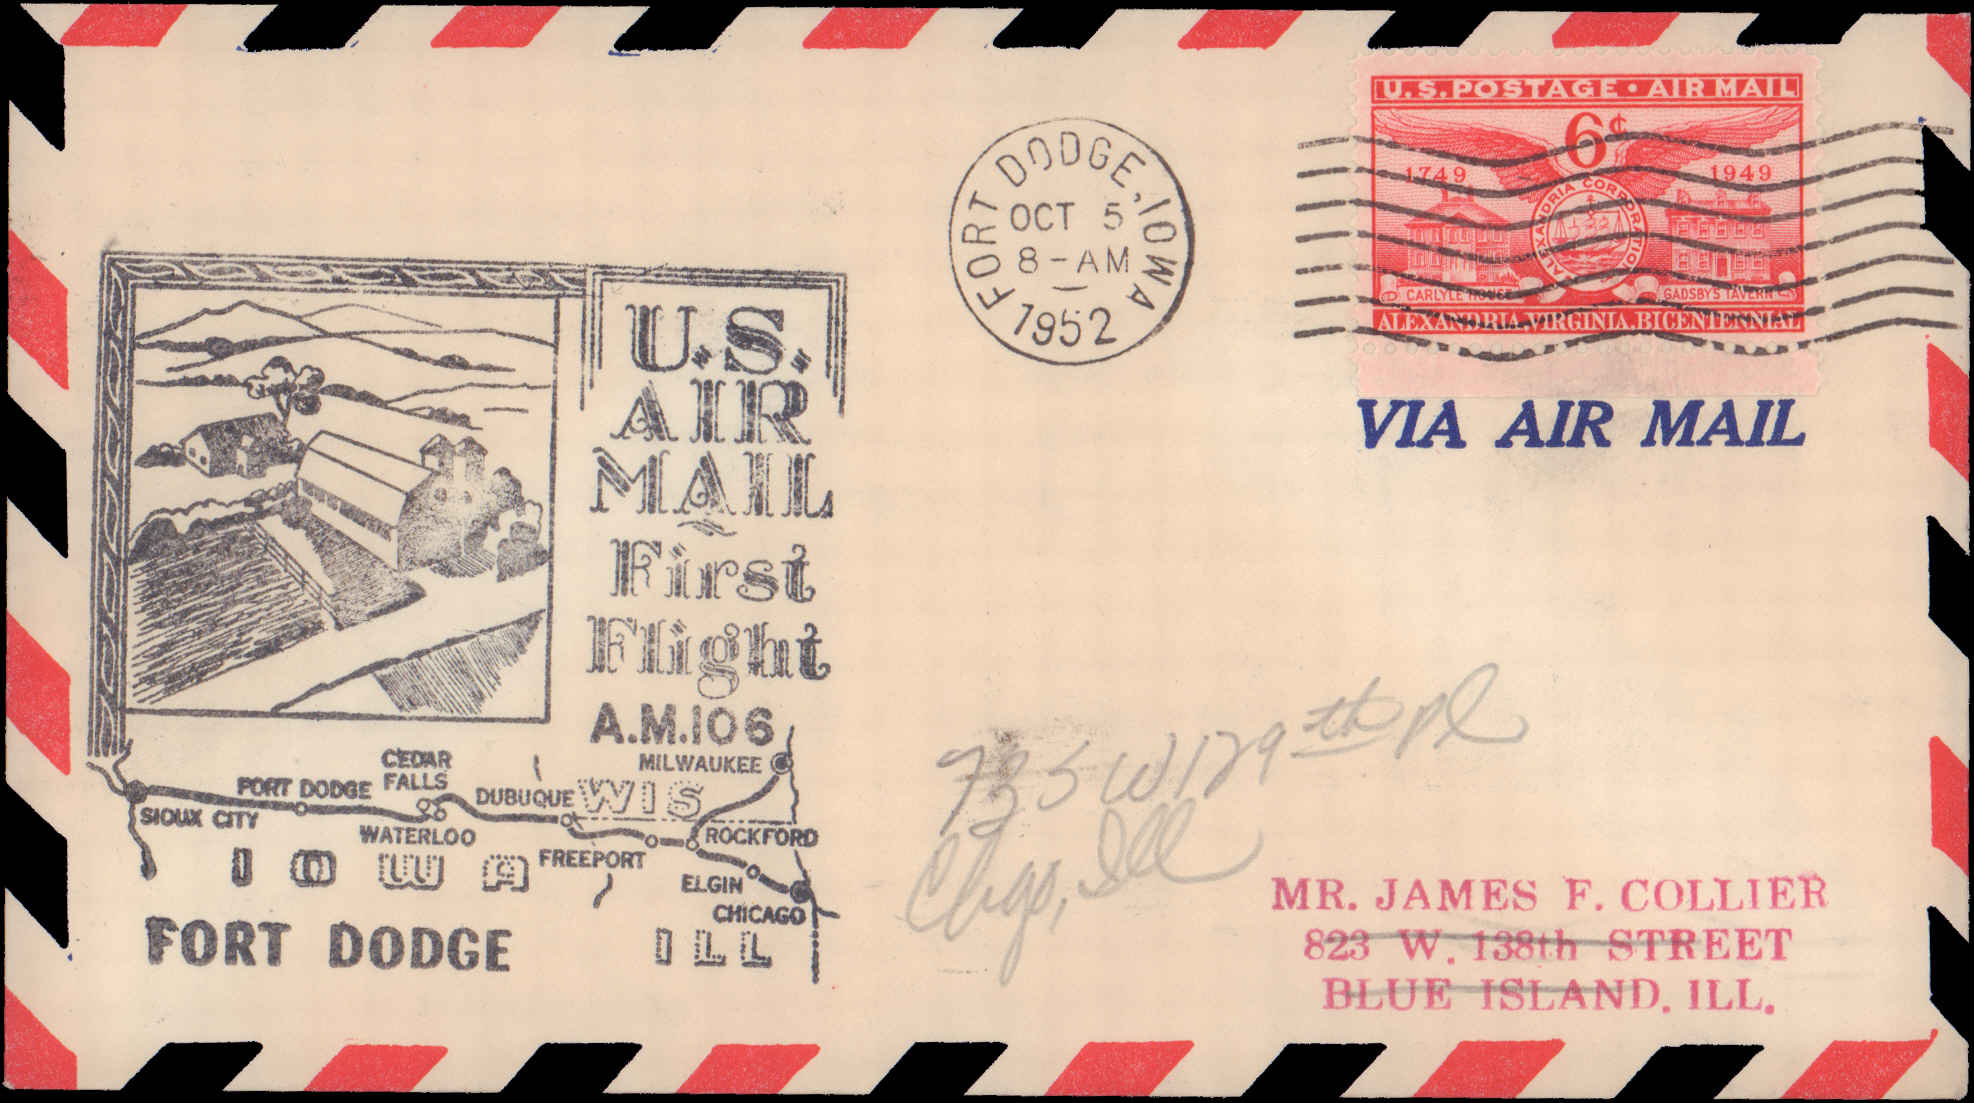 U.S. POSTAGE • AIR MAIL
6¢
1749 1949
ALEXANDRIA CORPORATION
CARLYLE HOUSE GADSBY'S TAVERN
ALEXANDRIA, VIRGINIA, BICENTENNIAL
FORT DODGE, IOWA
OCT 5
8-AM
1952
VIA AIR MAIL
U.S.
AIR
MAIL
First
Flight
A.M.106
MILWAUKEE
CEDAR
FALLS
FORT DODGE
DUBUQUE
WIS
SIOUX CITY
WATERLOO
ROCKFORD
FREEPORT
IOWA
ELGIN
CHICAGO
FORT DODGE
ILL
735 W 129th pl
Chgo, Ill
MR. JAMES F. COLLIER
823 W. 138th STREET
BLUE ISLAND, ILL.